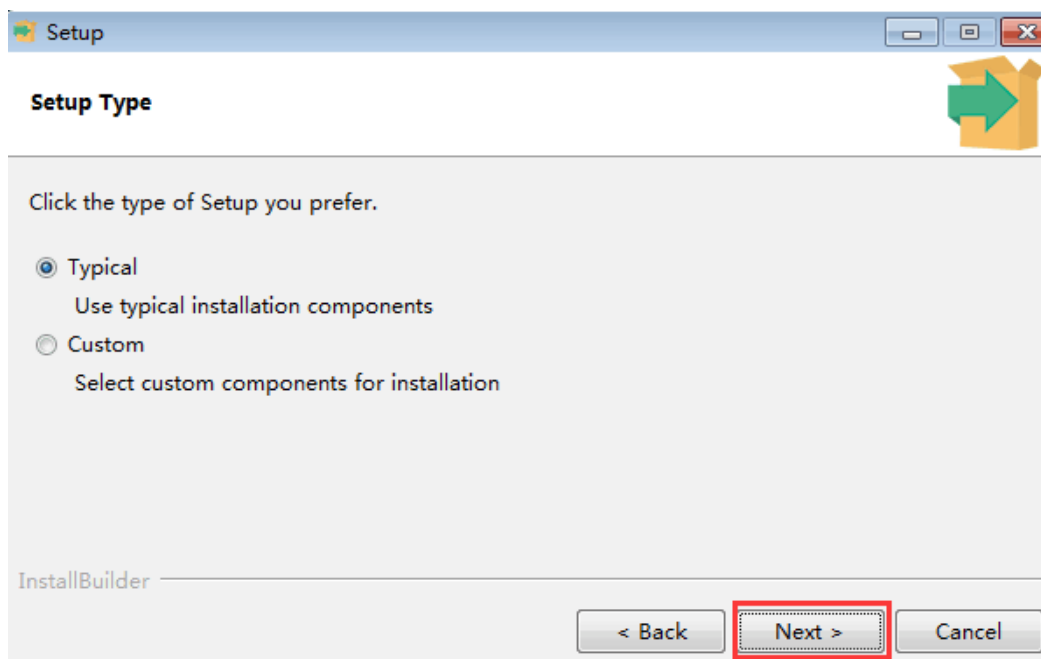 Setup
Setup Type
Click the type of Setup you prefer.
Typical
Use typical installation components
Custom
Select custom components for installation
InstallBuilder
< Back Next > Cancel